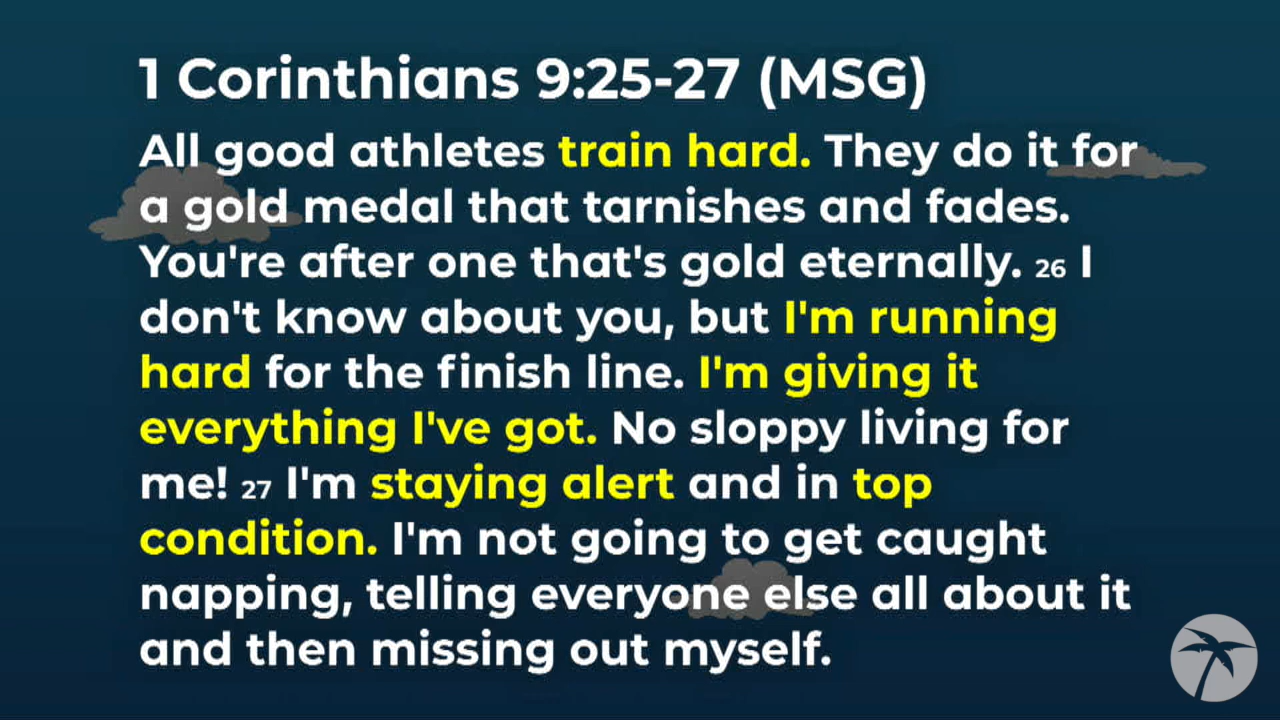 1 Corinthians 9:25-27 (MSG)
All good athletes train hard. They do it for
a gold medal that tarnishes and fades.
You're after one that's gold eternally. 26 I
don't know about you, but I'm running
hard for the finish line. I'm giving it
everything I've got. No sloppy living for
me! 27 I'm staying alert and in top
condition. I'm not going to get caught
napping, telling everyone else all about it
and then missing out myself.